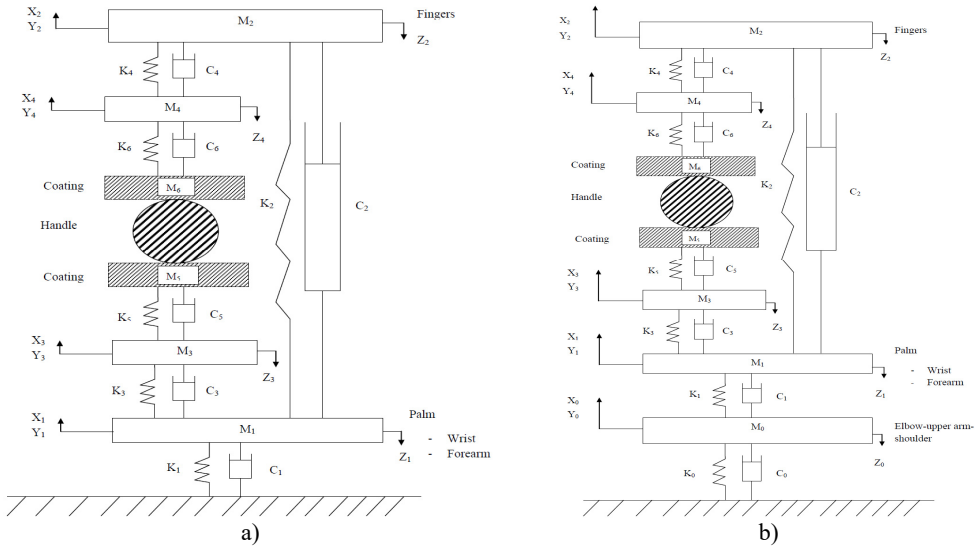 X₂
Y₂
M₂
Fingers
Z₂
K₄
C₄
X₄
Y₄
M₄
Z₄
K₆
C₆
Coating
M₆
K₂
C₂
Handle
Coating
M₅
K₅
C₅
X₃
Y₃
M₃
Z₃
K₃
C₃
X₁
Y₁
M₁
Palm
- Wrist
- Forearm
Z₁
K₁
C₁
a)
X₂
Y₂
M₂
Fingers
Z₂
K₄
C₄
X₄
Y₄
M₄
Z₄
K₆
C₆
Coating
M₆
K₂
C₂
Handle
Coating
M₅
K₅
C₅
X₃
Y₃
M₃
Z₃
K₃
C₃
X₁
Y₁
M₁
Palm
- Wrist
- Forearm
Z₁
K₁
C₁
X₀
Y₀
M₀
Elbow-upper arm-
shoulder
Z₀
K₀
C₀
b)